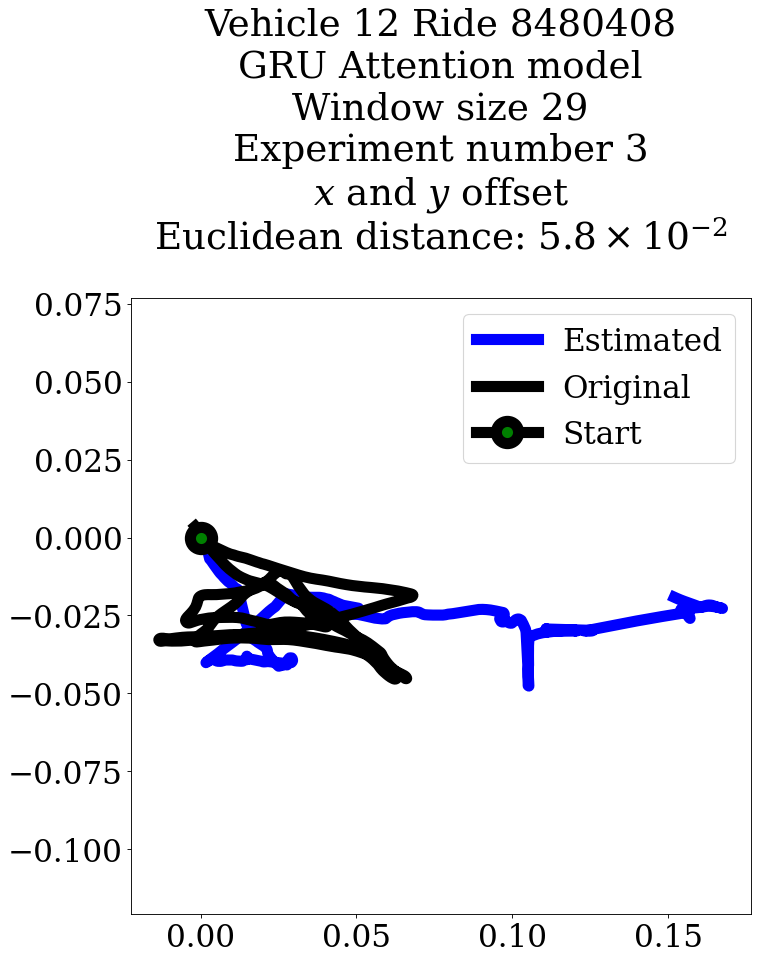 Vehicle 12 Ride 8480408
GRU Attention model
Window size 29
Experiment number 3
x and y offset
Euclidean distance: 5.8 × 10⁻²
0.075
Estimated
0.050
Original
0.025
Start
0.000
−0.025
−0.050
−0.075
−0.100
0.00 0.05 0.10 0.15